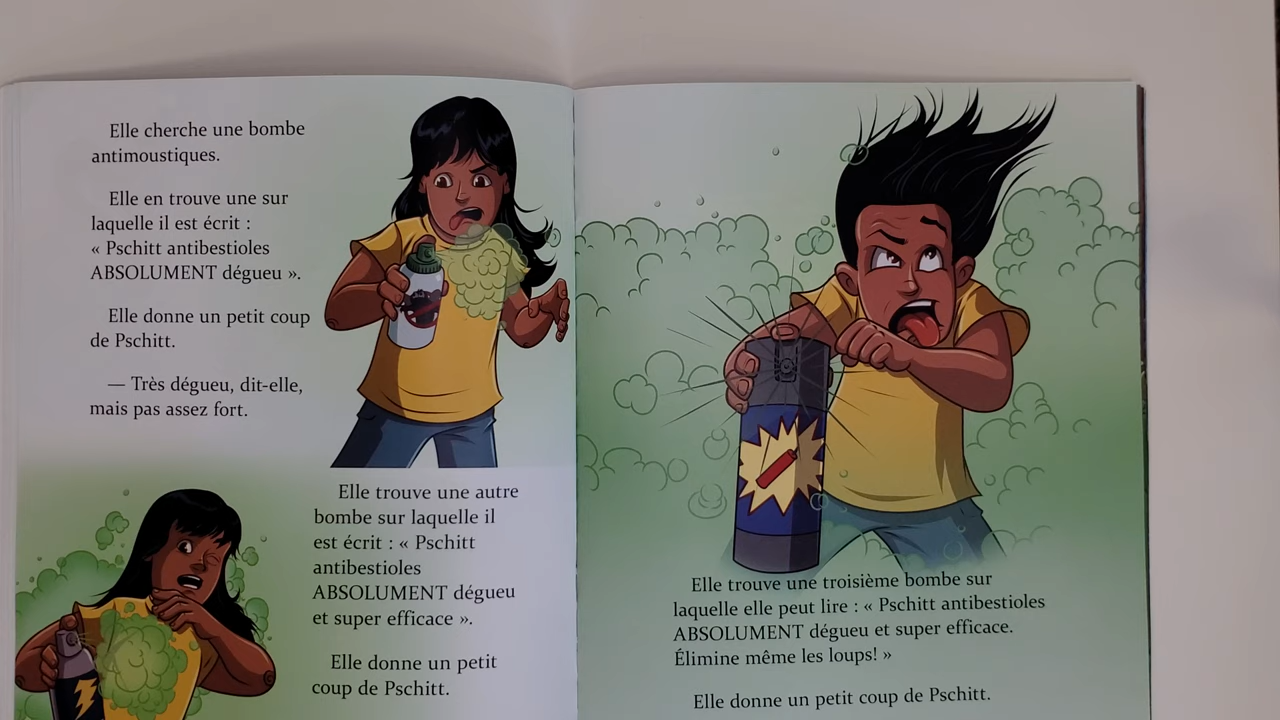 Elle cherche une bombe
antimoustiques.
Elle en trouve une sur
laquelle il est écrit :
« Pschitt antibestioles
ABSOLUMENT dégueu ».
Elle donne un petit coup
de Pschitt.
— Très dégueu, dit-elle,
mais pas assez fort.
Elle trouve une autre
bombe sur laquelle il
est écrit : « Pschitt
antibestioles
ABSOLUMENT dégueu
et super efficace ».
Elle donne un petit
coup de Pschitt.
Elle trouve une troisième bombe sur
laquelle elle peut lire : « Pschitt antibestioles
ABSOLUMENT dégueu et super efficace.
Élimine même les loups! »
Elle donne un petit coup de Pschitt.